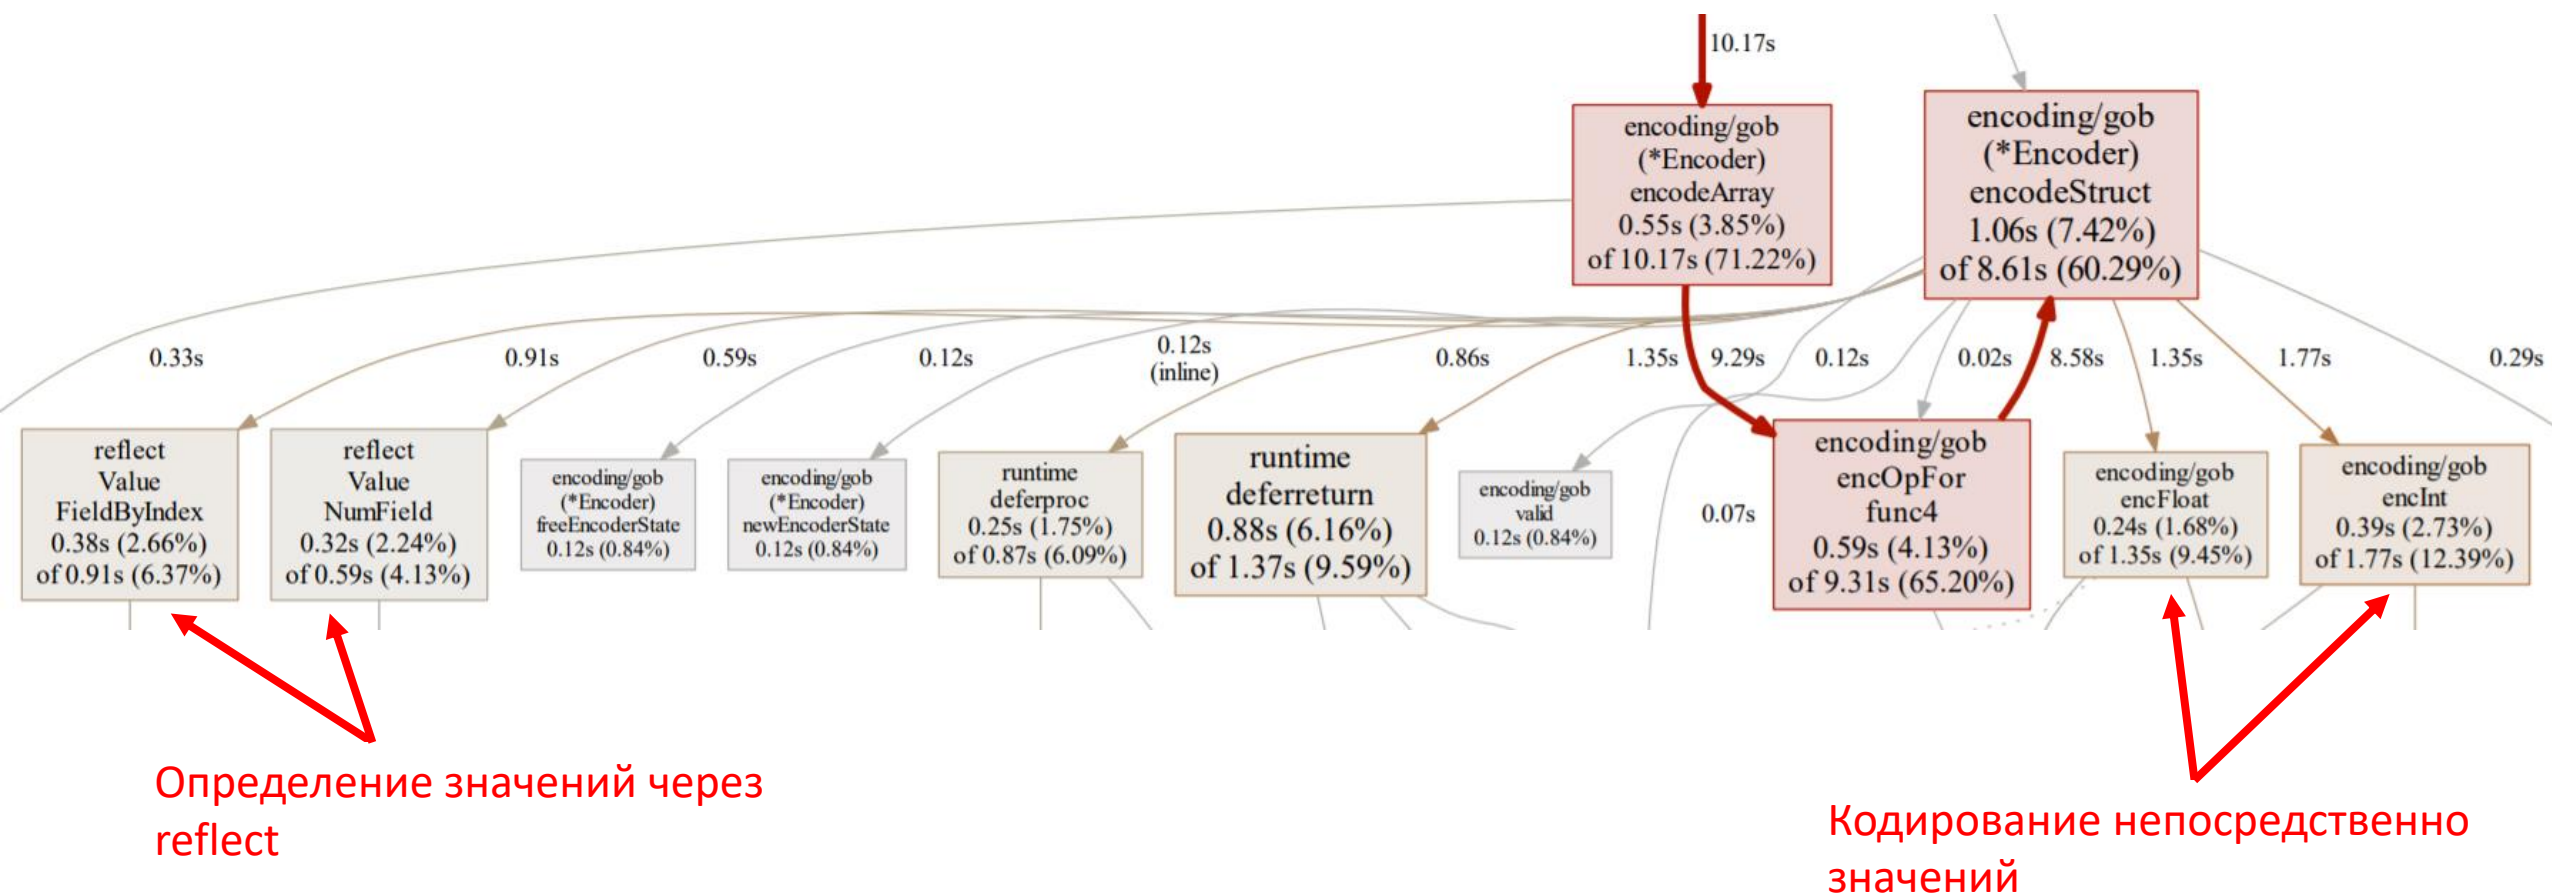 10.17s
encoding/gob
(*Encoder)
encodeArray
0.55s (3.85%)
of 10.17s (71.22%)
encoding/gob
(*Encoder)
encodeStruct
1.06s (7.42%)
of 8.61s (60.29%)
0.33s
0.91s
0.59s
0.12s
0.12s
(inline)
0.86s
1.35s
9.29s
0.12s
0.02s
8.58s
1.35s
1.77s
0.29s
reflect
Value
FieldByIndex
0.38s (2.66%)
of 0.91s (6.37%)
reflect
Value
NumField
0.32s (2.24%)
of 0.59s (4.13%)
encoding/gob
(*Encoder)
freeEncoderState
0.12s (0.84%)
encoding/gob
(*Encoder)
newEncoderState
0.12s (0.84%)
runtime
deferproc
0.25s (1.75%)
of 0.87s (6.09%)
runtime
deferreturn
0.88s (6.16%)
of 1.37s (9.59%)
encoding/gob
valid
0.12s (0.84%)
0.07s
encoding/gob
encOpFor
func4
0.59s (4.13%)
of 9.31s (65.20%)
encoding/gob
encFloat
0.24s (1.68%)
of 1.35s (9.45%)
encoding/gob
encInt
0.39s (2.73%)
of 1.77s (12.39%)
Определение значений через
reflect
Кодирование непосредственно
значений